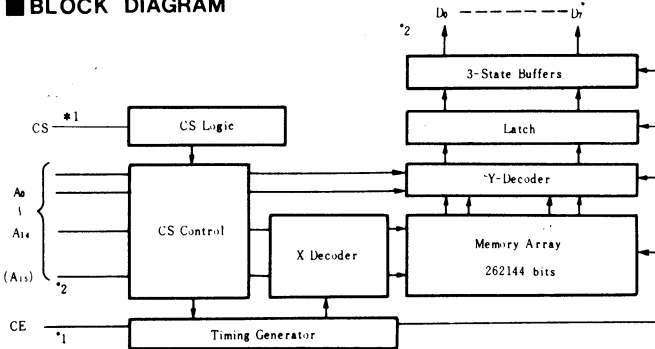 ■BLOCK DIAGRAM
D0 D7*
*2
3-State Buffers
CS *1
CS Logic
Latch
Y-Decoder
A0
~
A14
CS Control
X Decoder
Memory Array
262144 bits
(A15)
*2
CE
*1
Timing Generator